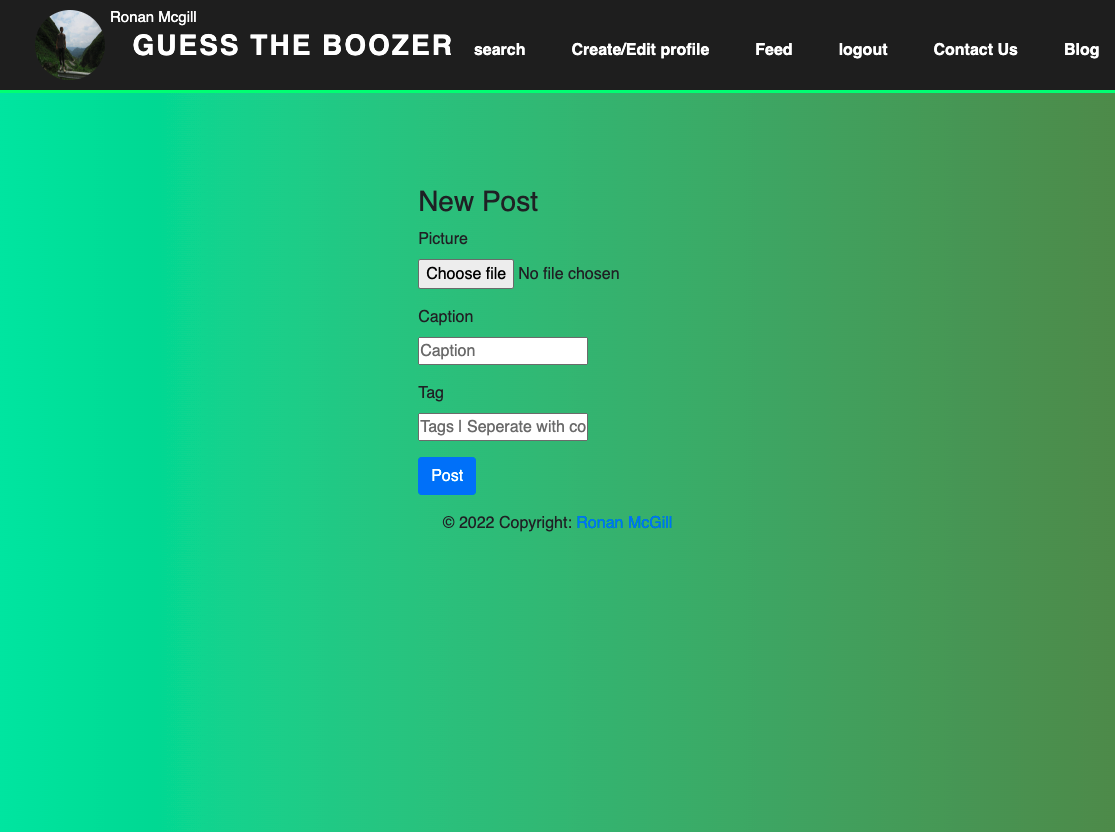 Ronan Mcgill
GUESS THE BOOZER
search Create/Edit profile Feed logout Contact Us Blog
New Post
Picture
Choose file No file chosen
Caption
Caption
Tag
Tags | Seperate with co
Post
© 2022 Copyright: Ronan McGill